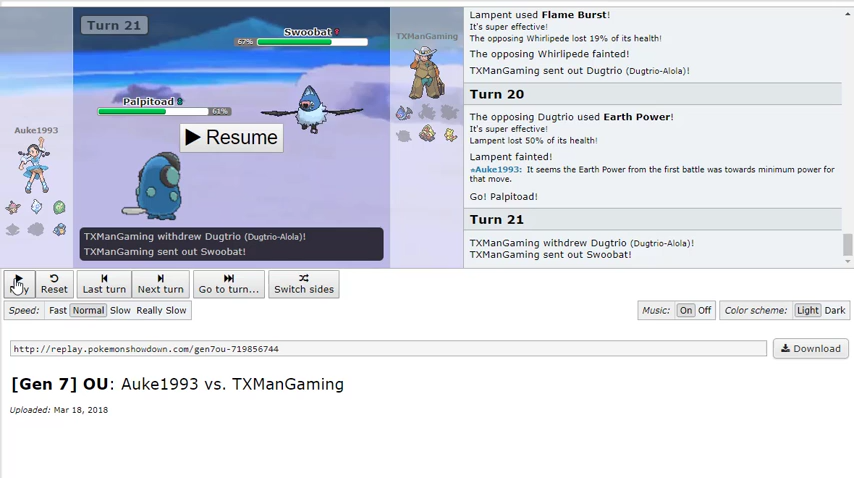 Turn 21
Swoobat
67%
Palpitoad
61%
Auke1993
TXManGaming
Resume
TXManGaming withdrew Dugtrio (Dugtrio-Alola)!
TXManGaming sent out Swoobat!
Lampent used Flame Burst!
It's super effective!
The opposing Whirlipede lost 19% of its health!
The opposing Whirlipede fainted!
TXManGaming sent out Dugtrio (Dugtrio-Alola)!
Turn 20
The opposing Dugtrio used Earth Power!
It's super effective!
Lampent lost 50% of its health!
Lampent fainted!
★Auke1993: It seems the Earth Power from the first battle was towards minimum power for
that move.
Go! Palpitoad!
Turn 21
TXManGaming withdrew Dugtrio (Dugtrio-Alola)!
TXManGaming sent out Swoobat!
Reset
Last turn
Next turn
Go to turn...
Switch sides
Speed: Fast Normal Slow Really Slow
Music: On Off
Color scheme: Light Dark
http://replay.pokemonshowdown.com/gen7ou-719856744
Download
[Gen 7] OU: Auke1993 vs. TXManGaming
Uploaded: Mar 18, 2018